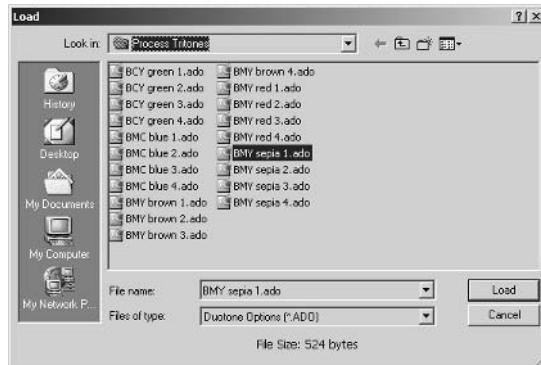 Load
Look in: Process Tritones
History
Desktop
My Documents
My Computer
My Network P...
BCY green 1.ado
BCY green 2.ado
BCY green 3.ado
BCY green 4.ado
BMC blue 1.ado
BMC blue 2.ado
BMC blue 3.ado
BMC blue 4.ado
BMY brown 1.ado
BMY brown 2.ado
BMY brown 3.ado
BMY brown 4.ado
BMY red 1.ado
BMY red 2.ado
BMY red 3.ado
BMY red 4.ado
BMY sepia 1.ado
BMY sepia 2.ado
BMY sepia 3.ado
BMY sepia 4.ado
File name: BMY sepia 1.ado Load
Files of type: Duotone Options (*.ADO) Cancel
File Size: 524 bytes